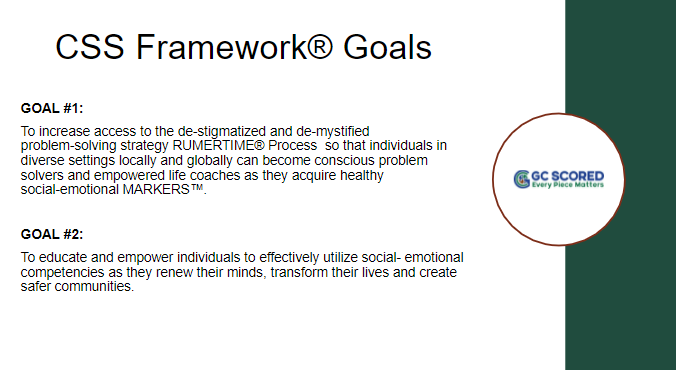 CSS Framework® Goals
GOAL #1:
To increase access to the de-stigmatized and de-mystified
problem-solving strategy RUMERTIME® Process so that individuals in
diverse settings locally and globally can become conscious problem
solvers and empowered life coaches as they acquire healthy
social-emotional MARKERS™.
GC SCORED
Every Piece Matters
GOAL #2:
To educate and empower individuals to effectively utilize social- emotional
competencies as they renew their minds, transform their lives and create
safer communities.